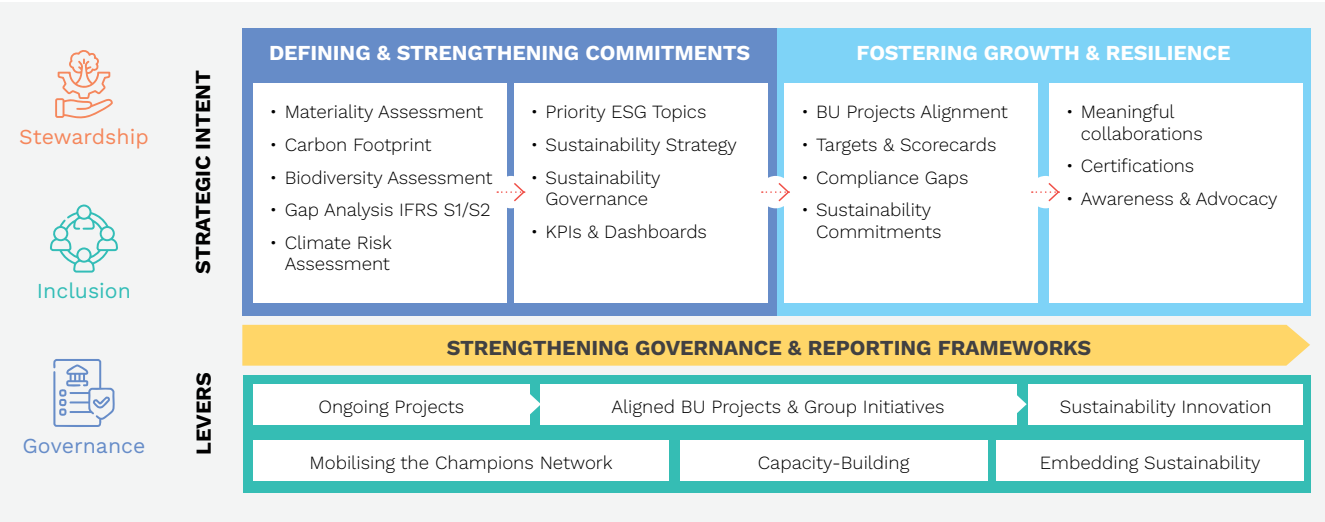 Stewardship
Inclusion
Governance
STRATEGIC INTENT
LEVERS
DEFINING & STRENGTHENING COMMITMENTS
• Materiality Assessment
• Carbon Footprint
• Biodiversity Assessment
• Gap Analysis IFRS S1/S2
• Climate Risk
Assessment
• Priority ESG Topics
• Sustainability Strategy
• Sustainability
Governance
• KPIs & Dashboards
FOSTERING GROWTH & RESILIENCE
• BU Projects Alignment
• Targets & Scorecards
• Compliance Gaps
• Sustainability
Commitments
• Meaningful
collaborations
• Certifications
• Awareness & Advocacy
STRENGTHENING GOVERNANCE & REPORTING FRAMEWORKS
Ongoing Projects
Aligned BU Projects & Group Initiatives
Sustainability Innovation
Mobilising the Champions Network
Capacity-Building
Embedding Sustainability